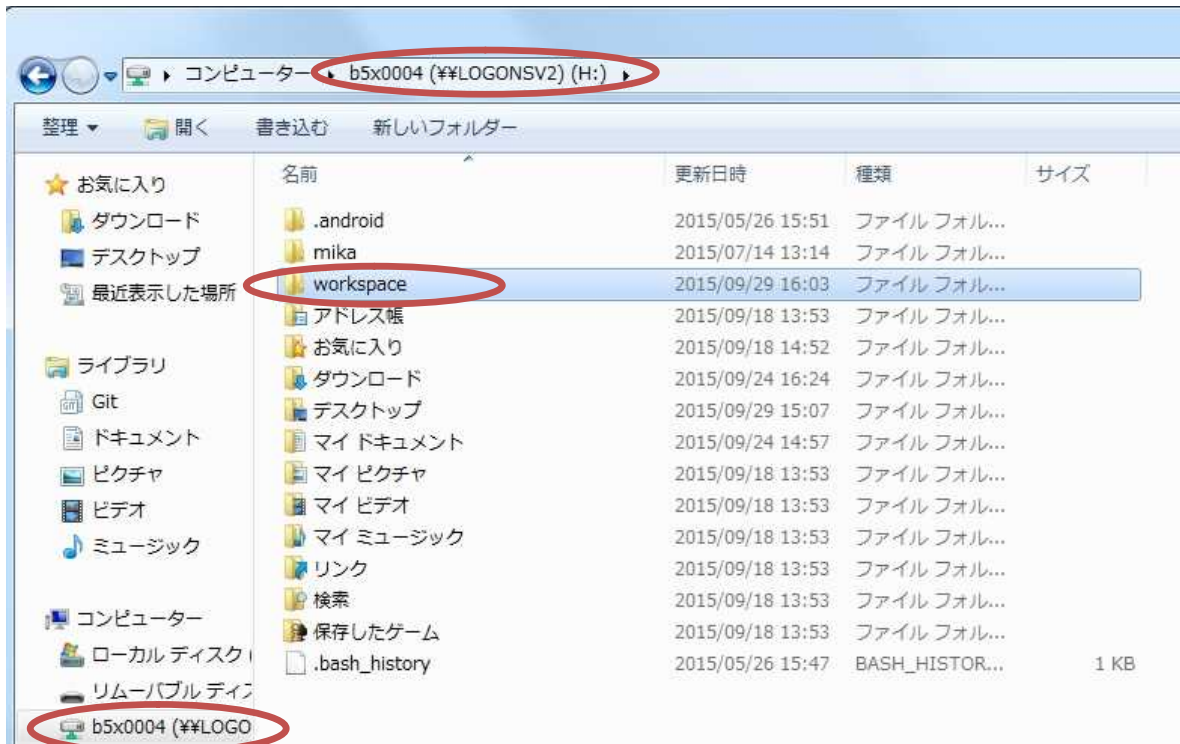 コンピューター ▸ b5x0004 (¥¥LOGONSV2) (H:) ▸
整理 ▼ 開く 書き込む 新しいフォルダー
名前 更新日時 種類 サイズ
お気に入り
ダウンロード
デスクトップ
最近表示した場所
ライブラリ
Git
ドキュメント
ピクチャ
ビデオ
ミュージック
コンピューター
ローカル ディスク (
リムーバブル ディス
b5x0004 (¥¥LOGO
.android 2015/05/26 15:51 ファイル フォル...
mika 2015/07/14 13:14 ファイル フォル...
workspace 2015/09/29 16:03 ファイル フォル...
アドレス帳 2015/09/18 13:53 ファイル フォル...
お気に入り 2015/09/18 14:52 ファイル フォル...
ダウンロード 2015/09/24 16:24 ファイル フォル...
デスクトップ 2015/09/29 15:07 ファイル フォル...
マイ ドキュメント 2015/09/24 14:57 ファイル フォル...
マイ ピクチャ 2015/09/18 13:53 ファイル フォル...
マイ ビデオ 2015/09/18 13:53 ファイル フォル...
マイ ミュージック 2015/09/18 13:53 ファイル フォル...
リンク 2015/09/18 13:53 ファイル フォル...
検索 2015/09/18 13:53 ファイル フォル...
保存したゲーム 2015/09/18 13:53 ファイル フォル...
.bash_history 2015/05/26 15:47 BASH_HISTOR... 1 KB